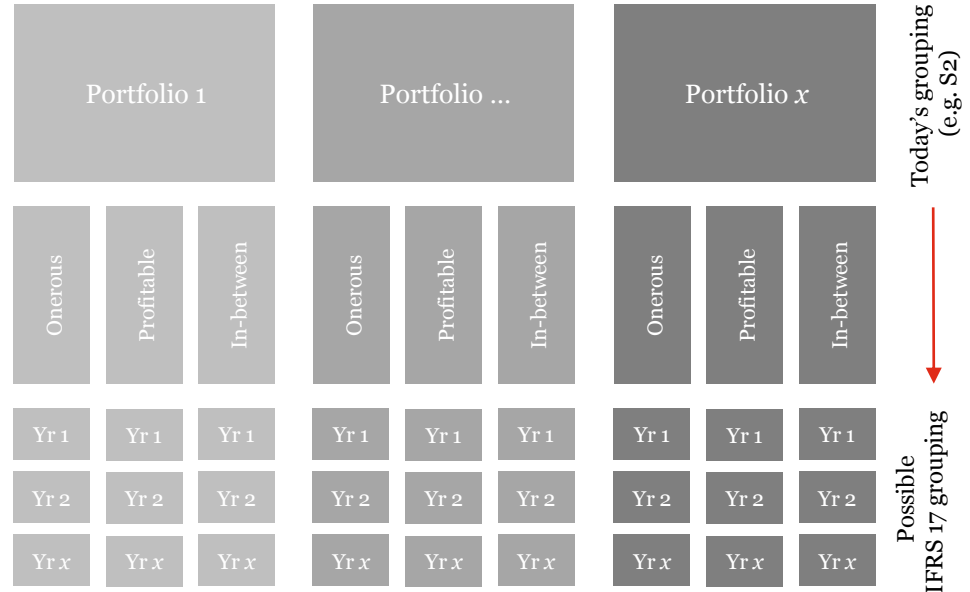 Portfolio 1
Portfolio ...
Portfolio x
Today's grouping
(e.g. S2)
Onerous
Profitable
In-between
Onerous
Profitable
In-between
Onerous
Profitable
In-between
Yr 1
Yr 1
Yr 1
Yr 1
Yr 1
Yr 1
Yr 1
Yr 1
Yr 1
Yr 2
Yr 2
Yr 2
Yr 2
Yr 2
Yr 2
Yr 2
Yr 2
Yr 2
Yr x
Yr x
Yr x
Yr x
Yr x
Yr x
Yr x
Yr x
Yr x
Possible
IFRS 17 grouping